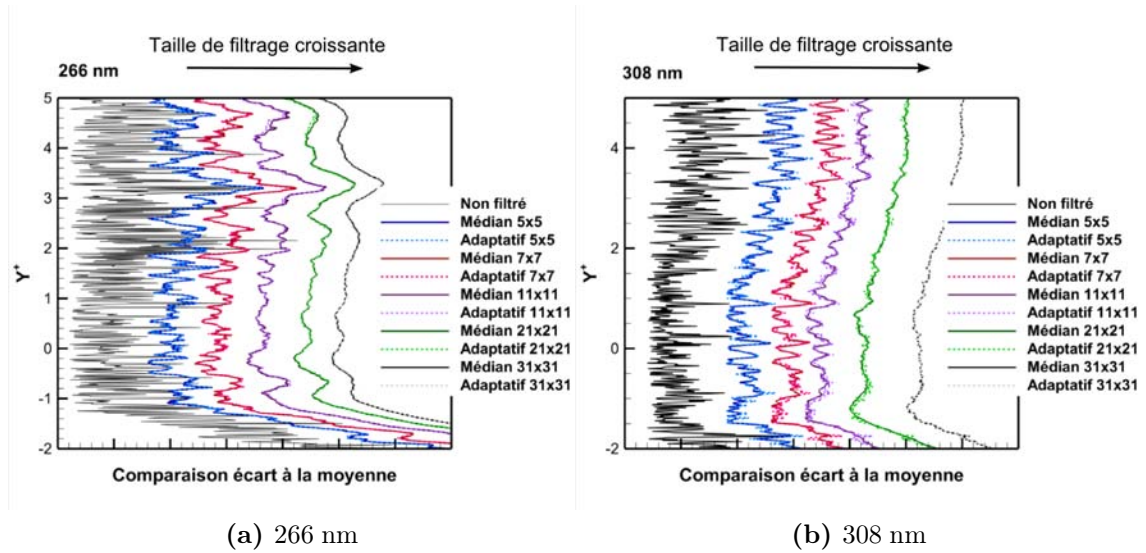 Taille de filtrage croissante
266 nm
5
4
3
2
1
0
-1
-2
Y+
Non filtré
Médian 5x5
Adaptatif 5x5
Médian 7x7
Adaptatif 7x7
Médian 11x11
Adaptatif 11x11
Médian 21x21
Adaptatif 21x21
Médian 31x31
Adaptatif 31x31
Comparaison écart à la moyenne
(a) 266 nm
Taille de filtrage croissante
308 nm
4
2
0
-2
Y+
Non filtré
Médian 5x5
Adaptatif 5x5
Médian 7x7
Adaptatif 7x7
Médian 11x11
Adaptatif 11x11
Médian 21x21
Adaptatif 21x21
Médian 31x31
Adaptatif 31x31
Comparaison écart à la moyenne
(b) 308 nm